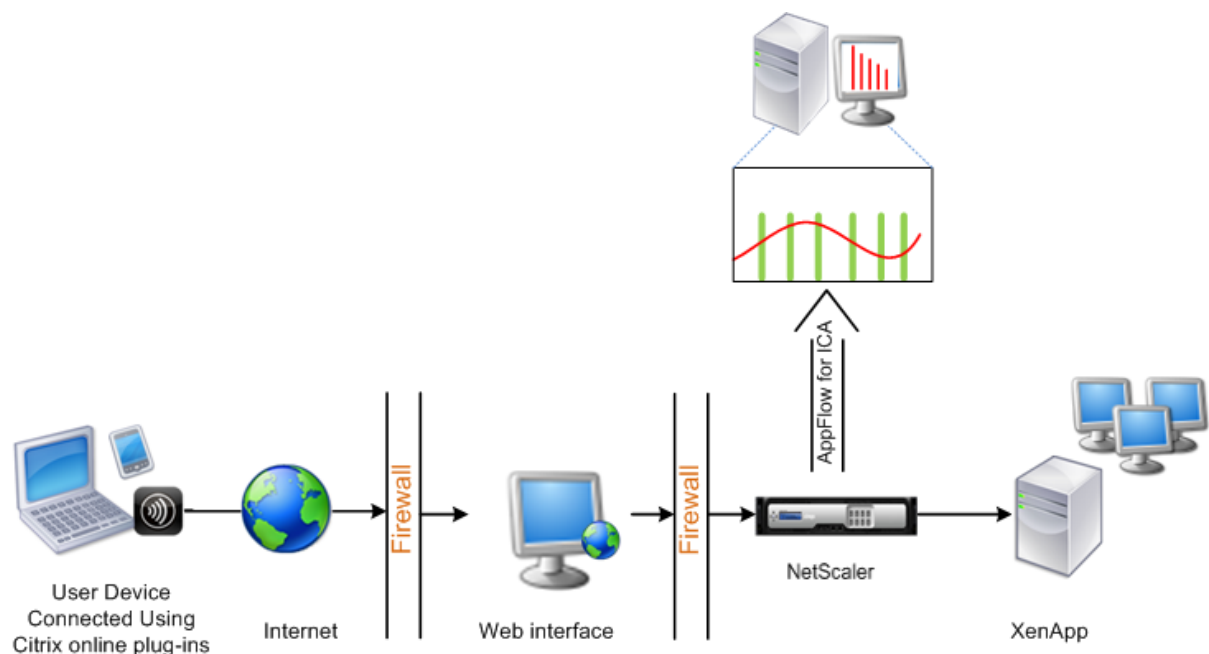 AppFlow for ICA
Firewall
Firewall
User Device
Connected Using
Citrix online plug-ins
Internet
Web interface
NetScaler
XenApp